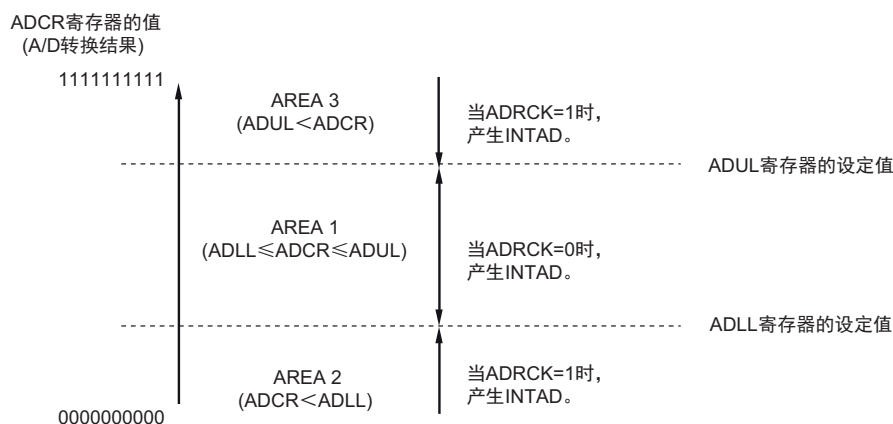 ADCR寄存器的值
(A/D转换结果)
1111111111
AREA 3
(ADUL＜ADCR)
当ADRCK=1时，
产生INTAD。
ADUL寄存器的设定值
AREA 1
(ADLL≤ADCR≤ADUL)
当ADRCK=0时，
产生INTAD。
ADLL寄存器的设定值
AREA 2
(ADCR＜ADLL)
当ADRCK=1时，
产生INTAD。
0000000000